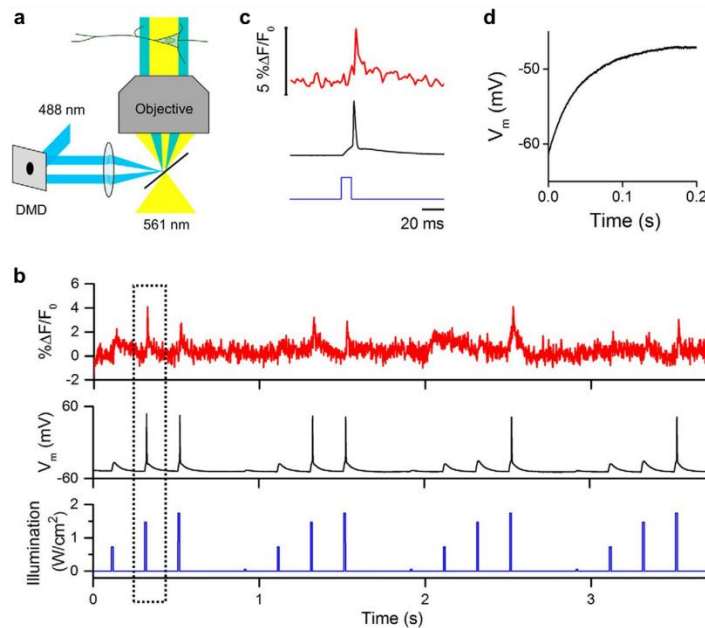 a
488 nm
Objective
DMD
561 nm
c
5 %ΔF/F0
20 ms
d
-50
-60
Vm (mV)
0.0
0.1
0.2
Time (s)
b
6
4
2
0
-2
%ΔF/F0
60
-60
Vm (mV)
2
1
0
Illumination
(W/cm2)
0
1
2
3
Time (s)